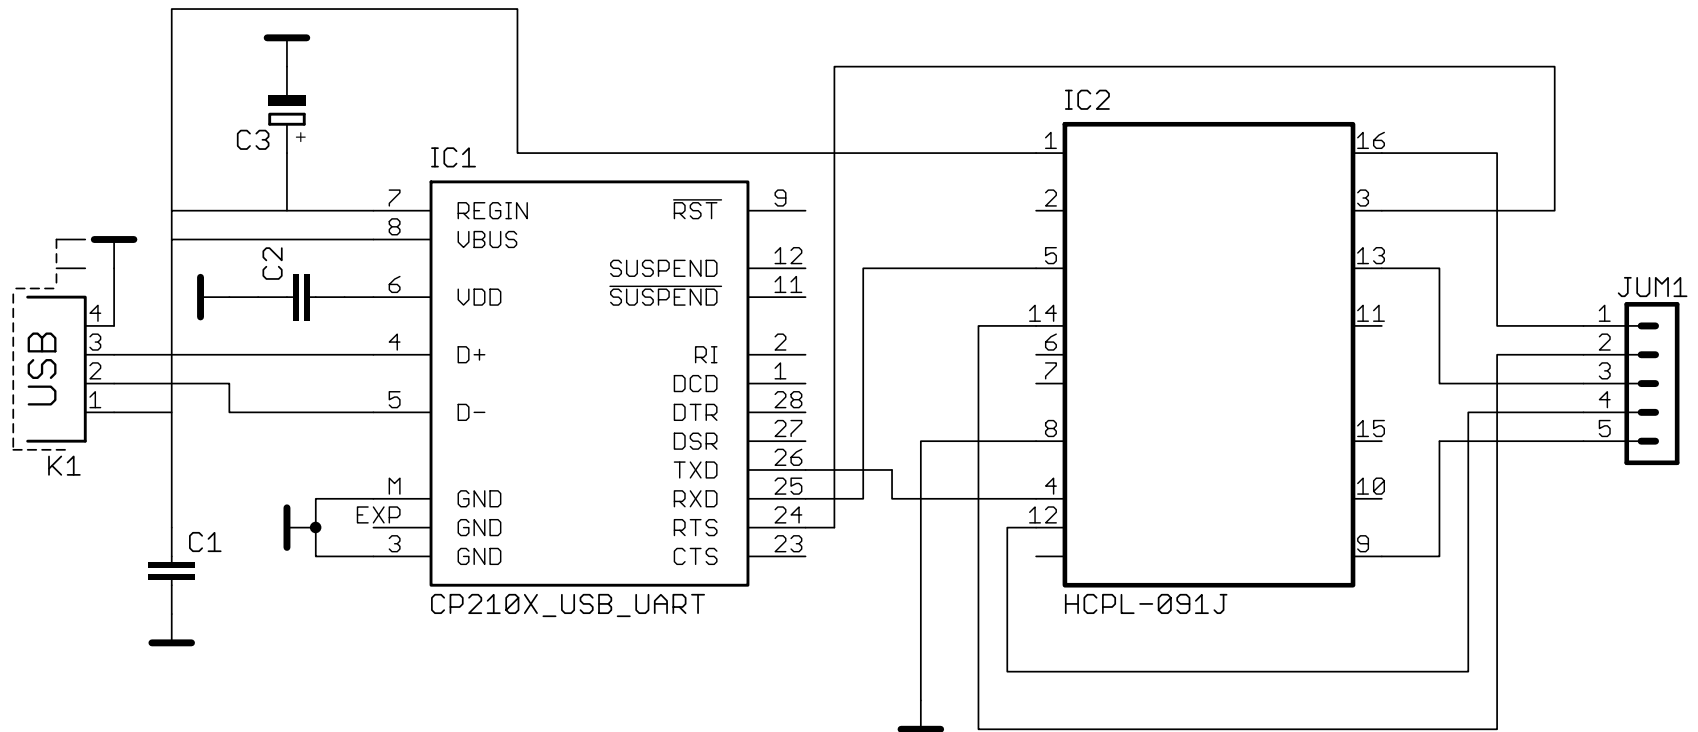 C3
+
IC1
7 REGIN
8 VBUS
C2
6 VDD
4 D+
5 D-
M GND
EXP GND
3 GND
RST 9
SUSPEND 12
SUSPEND 11
RI 2
DCD 1
DTR 28
DSR 27
TXD 26
RXD 25
RTS 24
CTS 23
CP210X_USB_UART
USB
4
3
2
1
K1
C1
IC2
1
2
5
14
6
7
8
4
12
16
3
13
11
15
10
9
HCPL-091J
JUM1
1
2
3
4
5